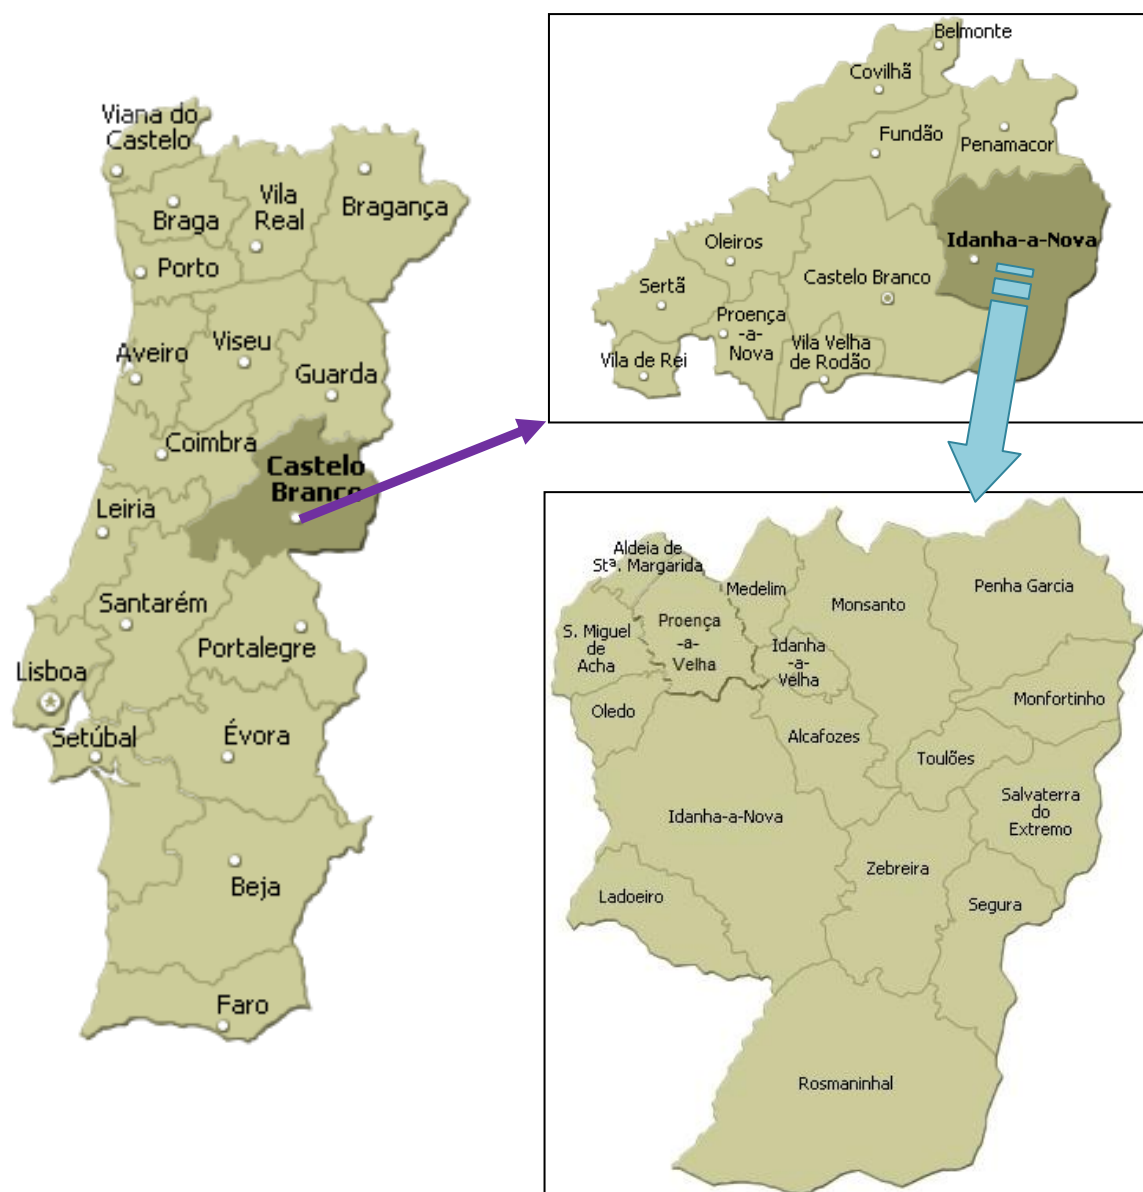 Viana do
Castelo
Braga
Vila
Real
Bragança
Porto
Aveiro
Viseu
Guarda
Coimbra
Castelo
Branco
Leiria
Santarém
Portalegre
Lisboa
Setúbal
Évora
Beja
Faro
Belmonte
Covilhã
Fundão
Penamacor
Idanha-a-Nova
Oleiros
Castelo Branco
Sertã
Proença
-a-
Nova
Vila Velha
de Rodão
Vila de Rei
Aldeia de
Stª. Margarida
Medelim
Monsanto
Penha Garcia
S. Miguel
de
Acha
Proença
-a-
Velha
Idanha
-a-
Velha
Monfortinho
Oledo
Alcafozes
Toulões
Salvaterra
do
Extremo
Idanha-a-Nova
Zebreira
Ladoeiro
Segura
Rosmaninhal